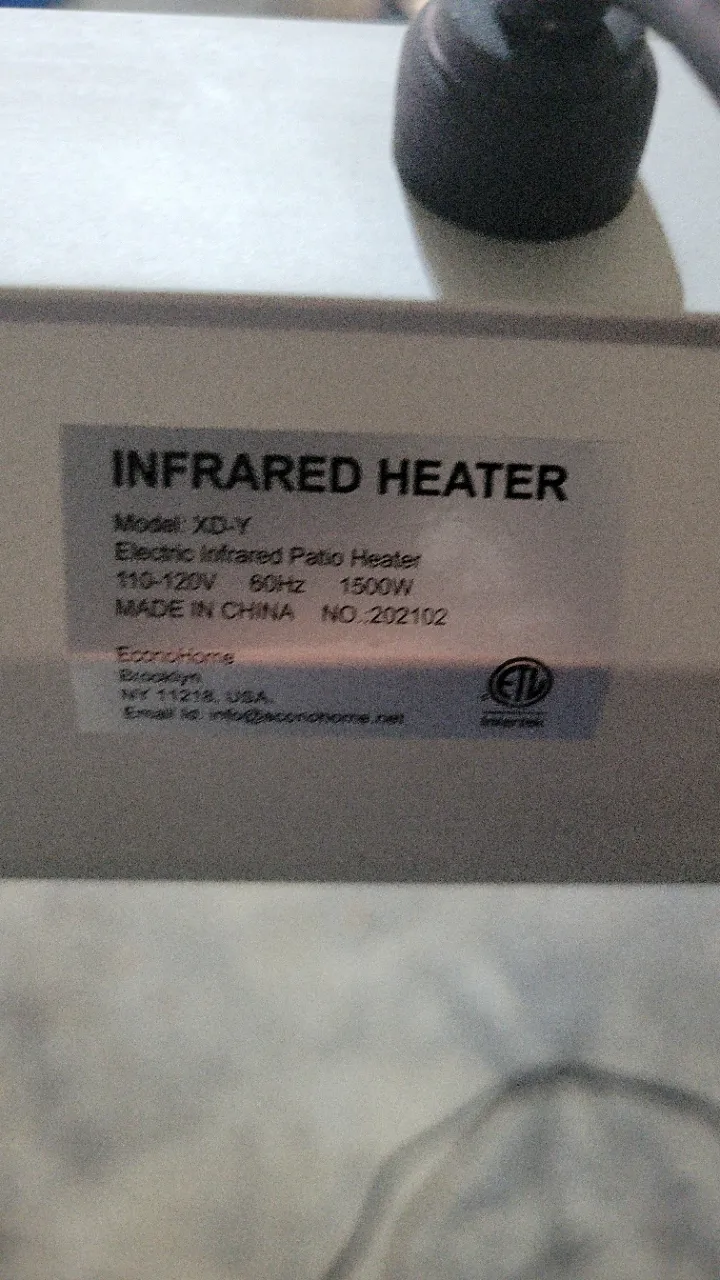 INFRARED HEATER
Model: XD-Y
Electric Infrared Patio Heater
110-120V 60Hz 1500W
MADE IN CHINA NO.:202102
EconoHome
Brooklyn
NY 11218, USA.
Email Id: info@econohome.net
ETL
Intertek